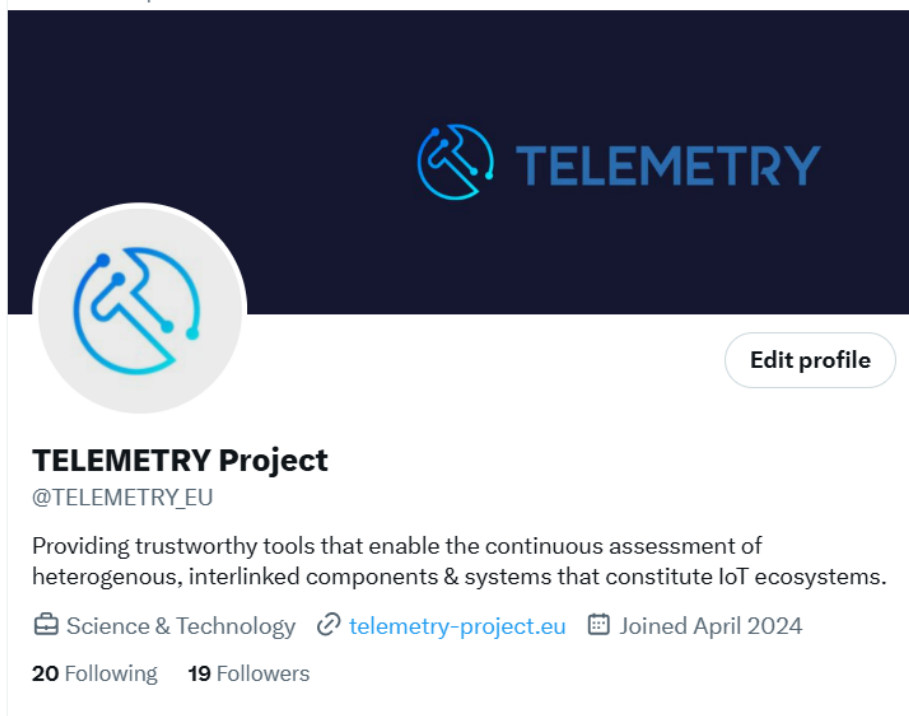 TELEMETRY
Edit profile
TELEMETRY Project
@TELEMETRY_EU
Providing trustworthy tools that enable the continuous assessment of
heterogenous, interlinked components & systems that constitute IoT ecosystems.
Science & Technology telemetry-project.eu Joined April 2024
20 Following 19 Followers